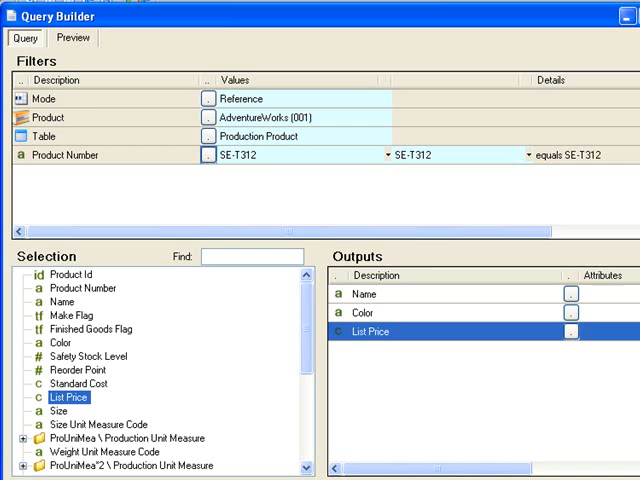 Query Builder
Query Preview
Filters
.. Description .. Values Details
Mode . Reference
Product . AdventureWorks (001)
Table . Production Product
a Product Number . SE-T312 SE-T312 equals SE-T312
Selection Find:
id Product Id
a Product Number
a Name
tf Make Flag
tf Finished Goods Flag
a Color
# Safety Stock Level
# Reorder Point
c Standard Cost
c List Price
a Size
a Size Unit Measure Code
ProUniMea \ Production Unit Measure
a Weight Unit Measure Code
ProUniMea*2 \ Production Unit Measure
Outputs
. Description . Attributes
a Name .
a Color .
c List Price .